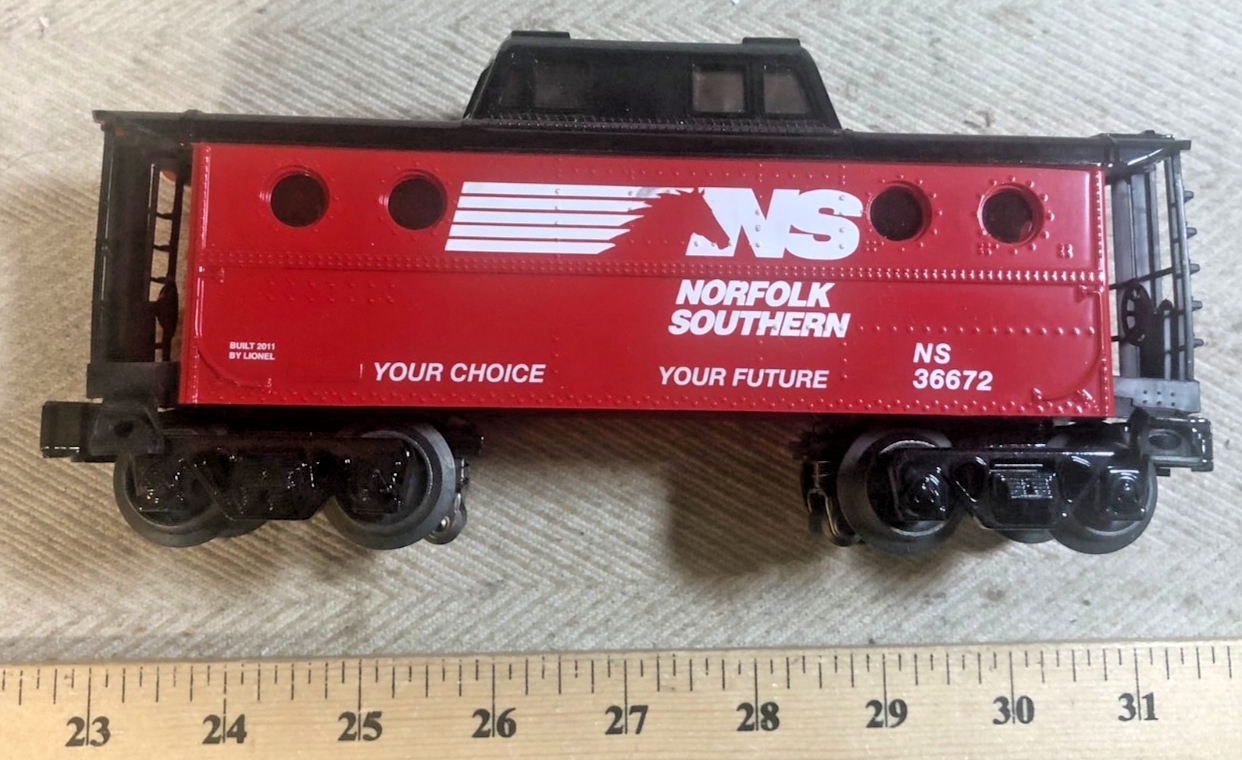 NS
NORFOLK
SOUTHERN
BUILT 2011
BY LIONEL
YOUR CHOICE YOUR FUTURE
NS
36672
23 24 25 26 27 28 29 30 31